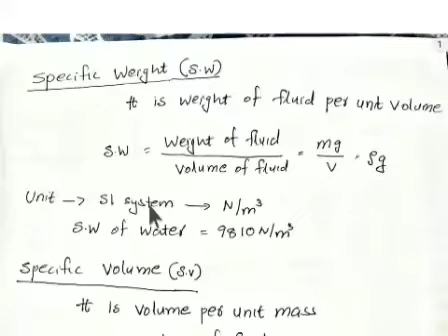 1
Specific Weight (S.W)
It is weight of fluid per unit volume
S.W = Weight of fluid / Volume of fluid = mg / V = ρg
Unit → SI system → N/m³
S.W of water = 9810 N/m³
Specific Volume (S.V)
It is volume per unit mass